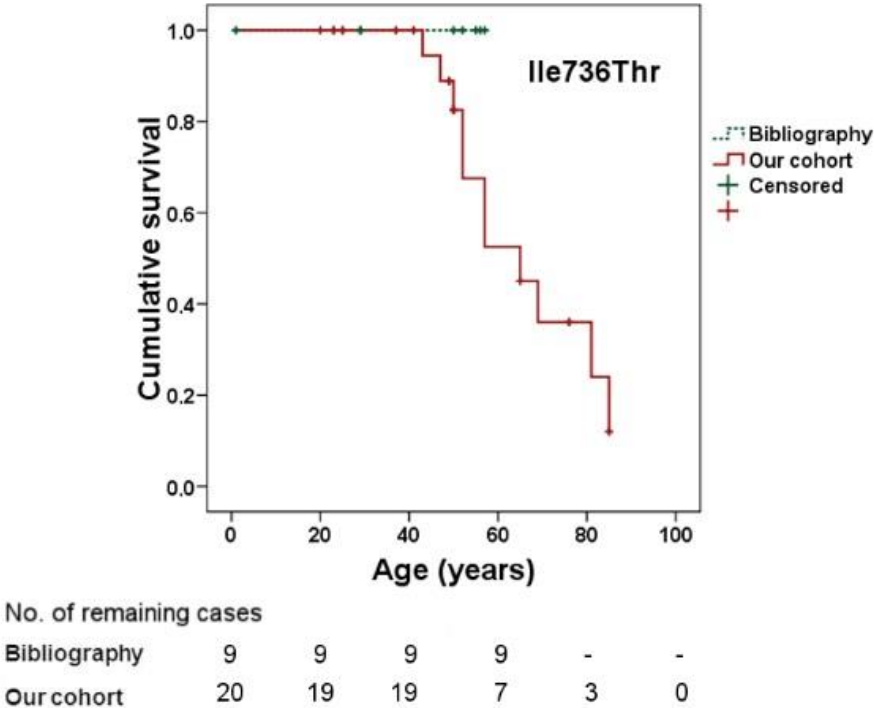 1.0
Ile736Thr
Bibliography
0.8
Our cohort
Censored
Cumulative survival
0.6
0.4
0.2
0.0
0 20 40 60 80 100
Age (years)
No. of remaining cases
Bibliography 9 9 9 9 - -
Our cohort 20 19 19 7 3 0